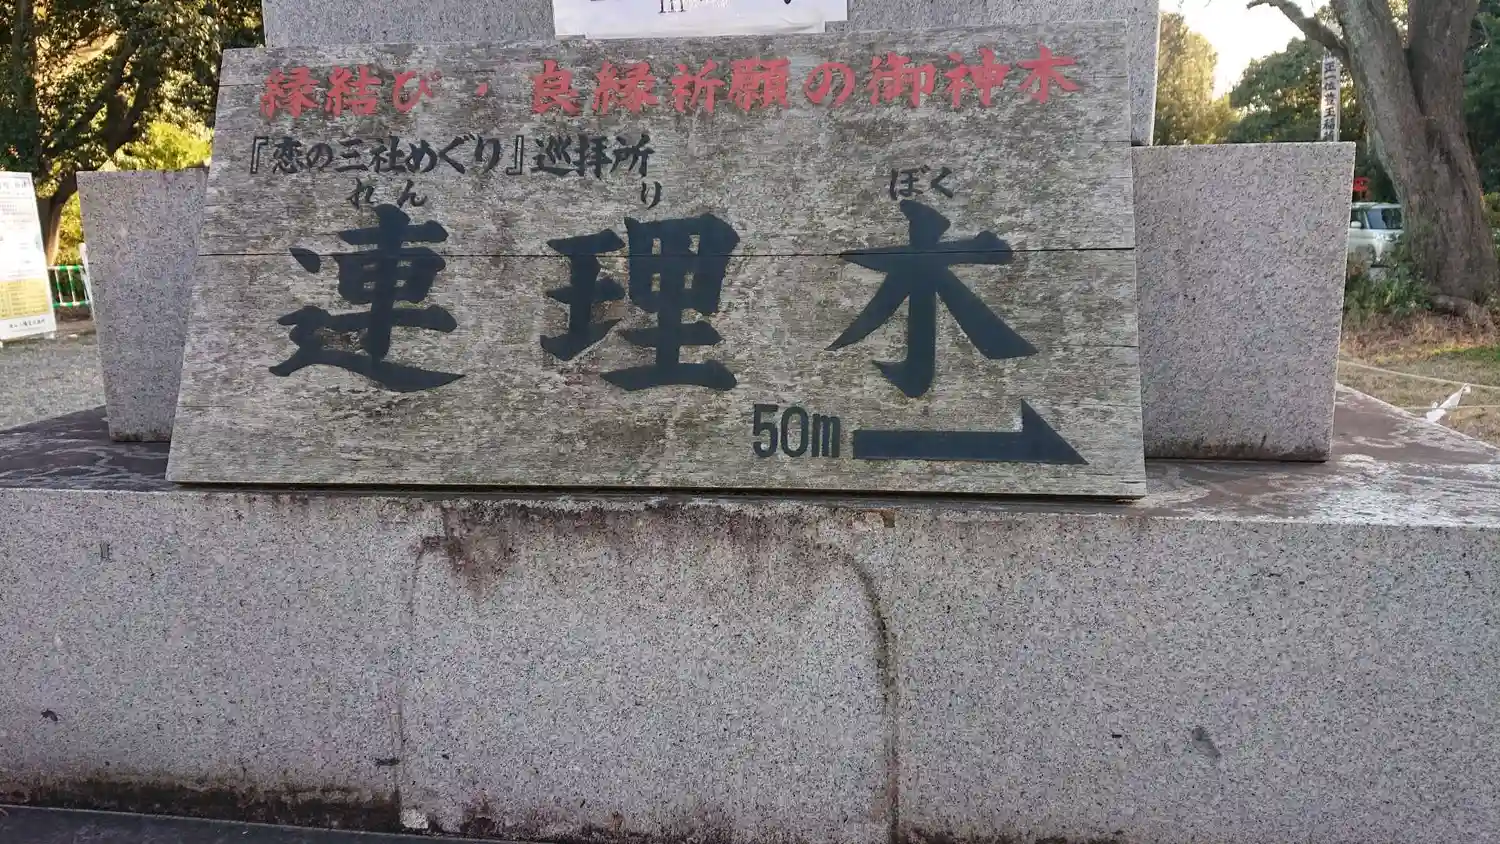 縁結び・良縁祈願の御神木
『恋の三社めぐり』巡拝所
れん り ぼく
連理木
50m